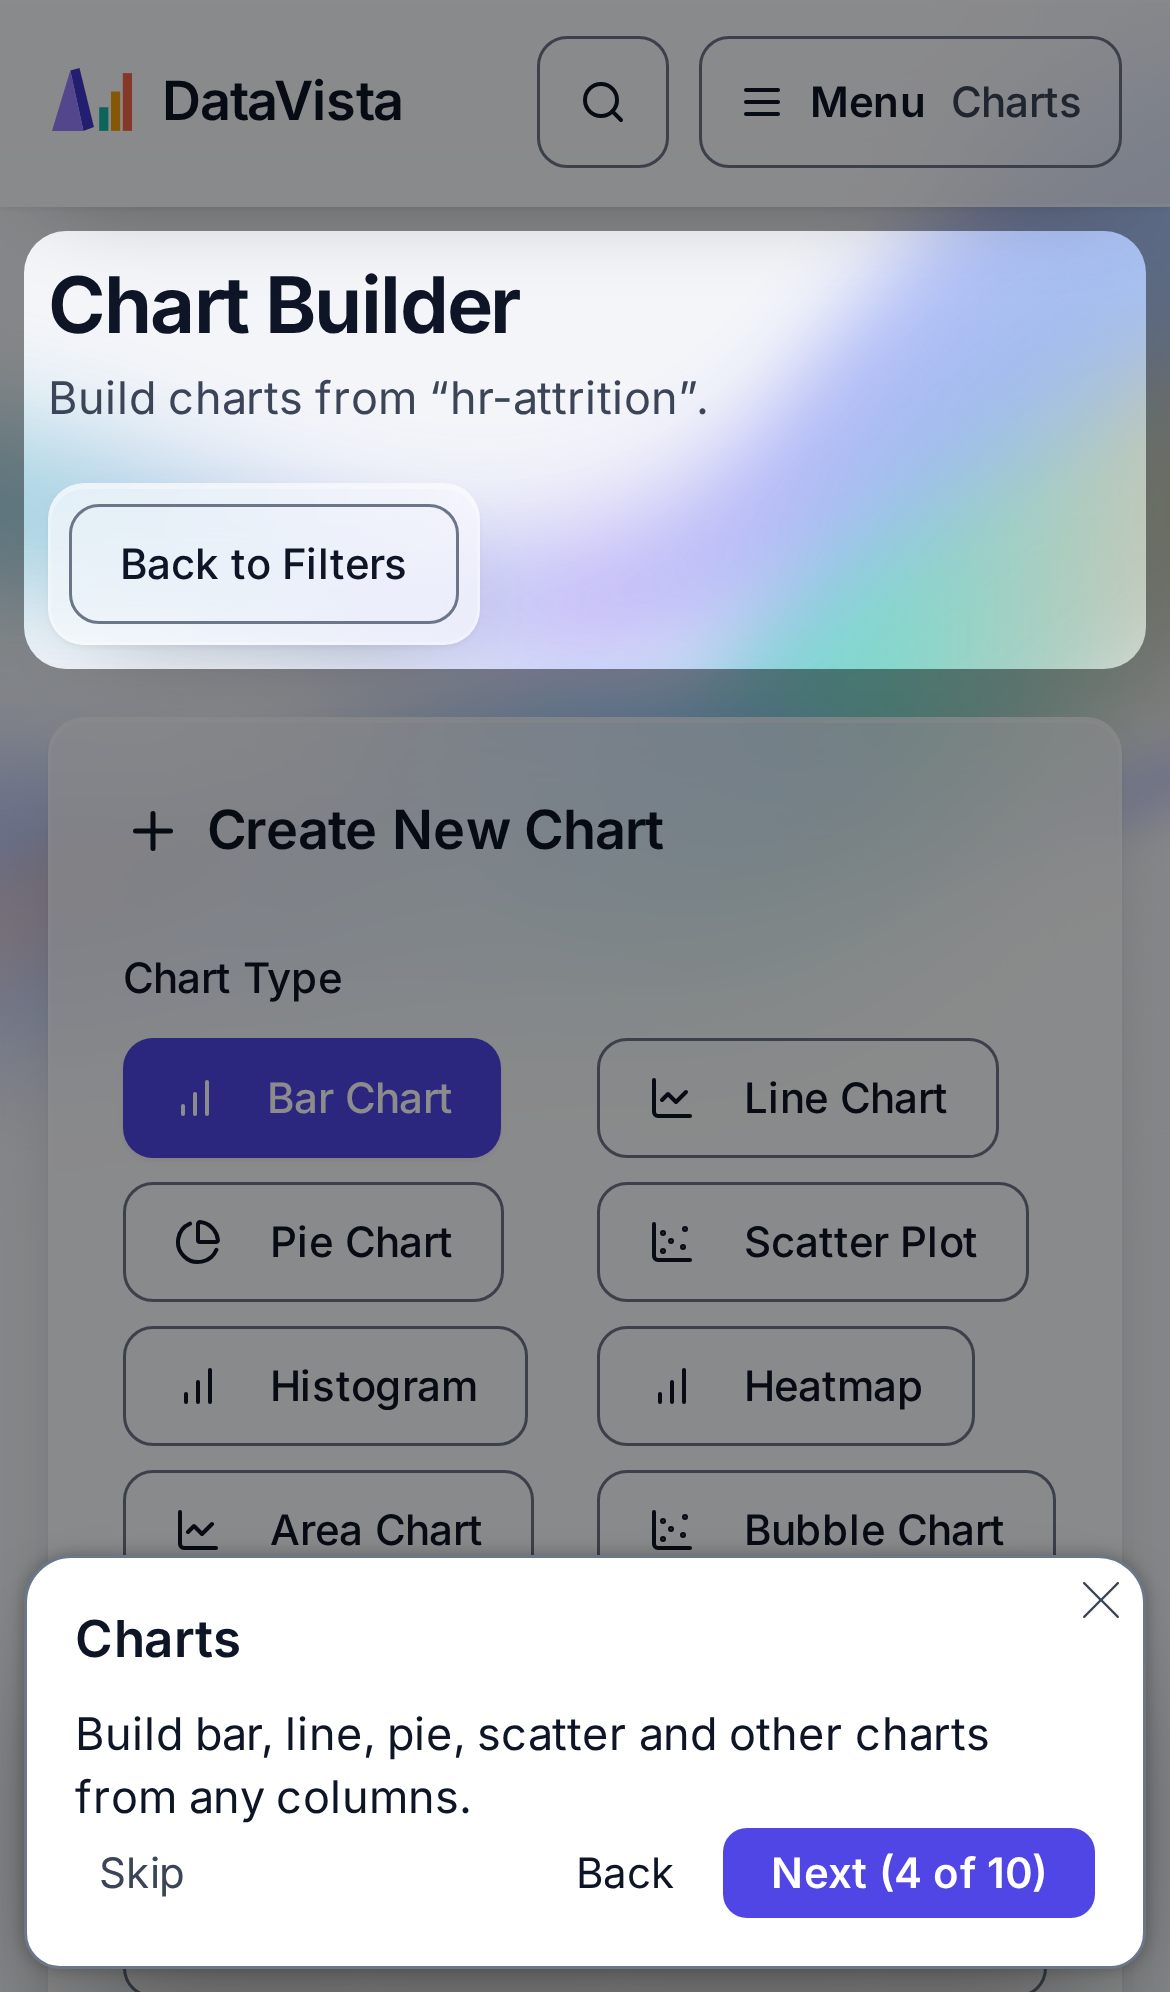 DataVista
Menu Charts
Chart Builder
Build charts from “hr-attrition”.
Back to Filters
Create New Chart
Chart Type
Bar Chart
Line Chart
Pie Chart
Scatter Plot
Histogram
Heatmap
Area Chart
Bubble Chart
Charts
Build bar, line, pie, scatter and other charts
from any columns.
Skip
Back
Next (4 of 10)